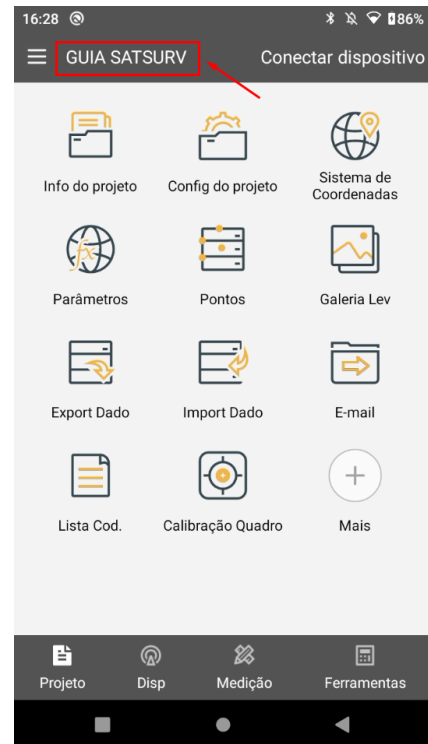 16:28 86%
GUIA SATSURV Conectar dispositivo
Info do projeto Config do projeto Sistema de
Coordenadas
Parâmetros Pontos Galeria Lev
Export Dado Import Dado E-mail
Lista Cod. Calibração Quadro Mais
Projeto Disp Medição Ferramentas